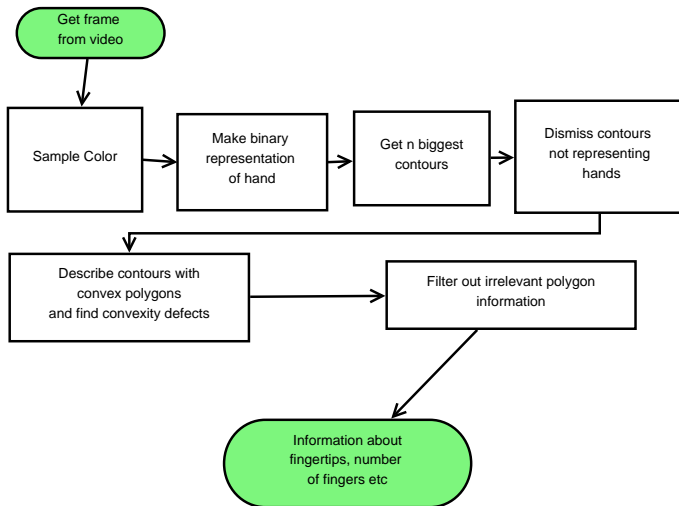 Get frame
from video
Sample Color
Make binary
representation
of hand
Get n biggest
contours
Dismiss contours
not representing
hands
Describe contours with
convex polygons
and find convexity defects
Filter out irrelevant polygon
information
Information about
fingertips, number
of fingers etc